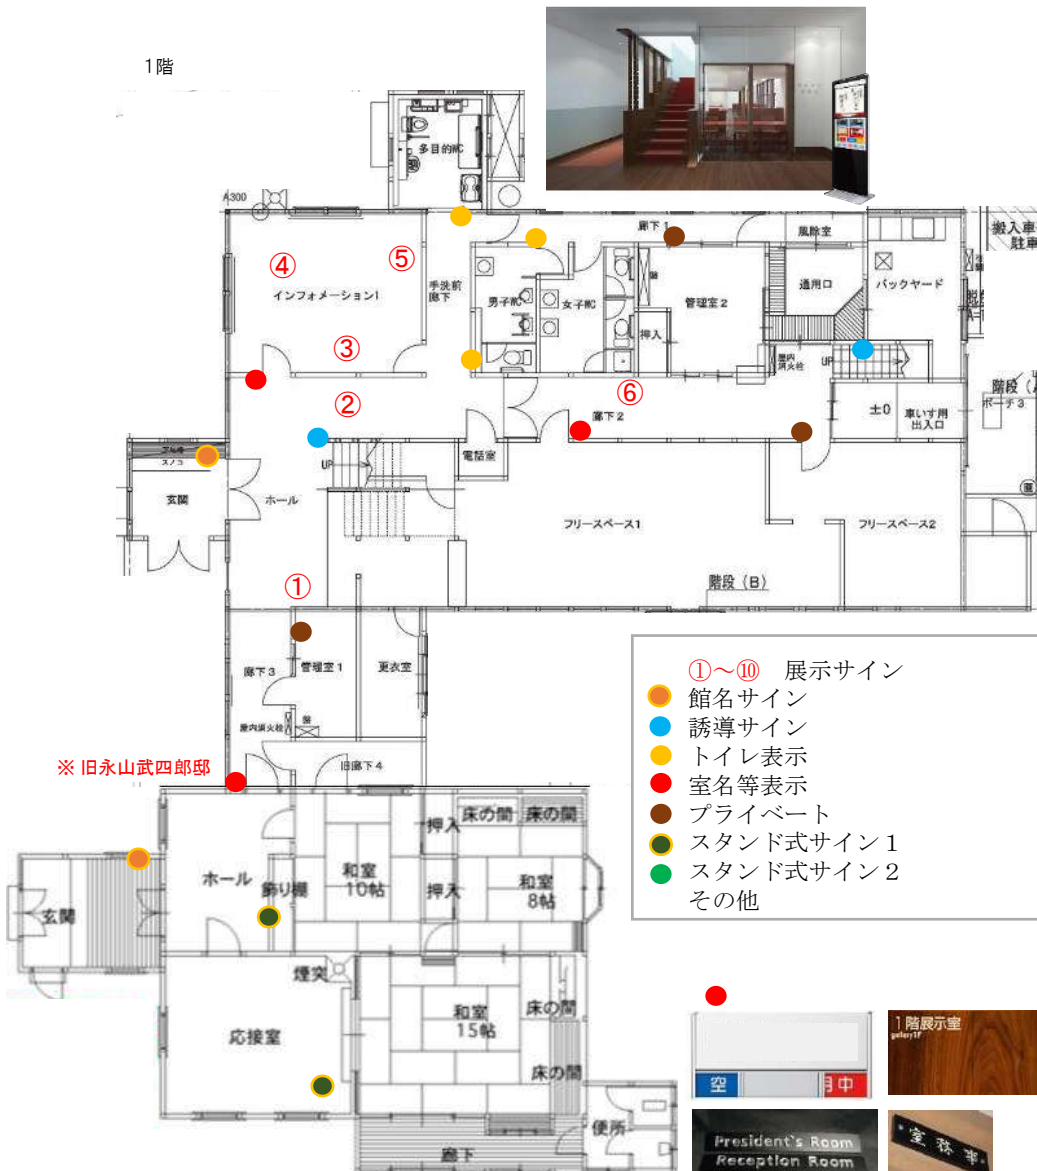 1階
多目的WC
A300
廊下1
風除室
搬入車
駐車
④
⑤
インフォメーション1
手洗前
廊下
男子WC
女子WC
管理室2
押入
通用口
バックヤード
③
屋内
消火栓
UP
②
⑥
廊下2
±0
車いす用
出入口
ポーチ3
電話室
スノコ
UP
玄関
ホール
フリースペース1
フリースペース2
①
階段(B)
廊下3
管理室1
更衣室
屋内消火栓
旧廊下4
①~⑩ 展示サイン
館名サイン
誘導サイン
トイレ表示
室名等表示
プライベート
スタンド式サイン1
スタンド式サイン2
その他
※ 旧永山武四郎邸
ホール
飾り棚
和室
10帖
押入
押入
床の間
床の間
和室
8帖
玄関
煙突
応接室
和室
15帖
床の間
床の間
便所
廊下
空
中
1階展示室
gallery1F
President's Room
Reception Room
室務事